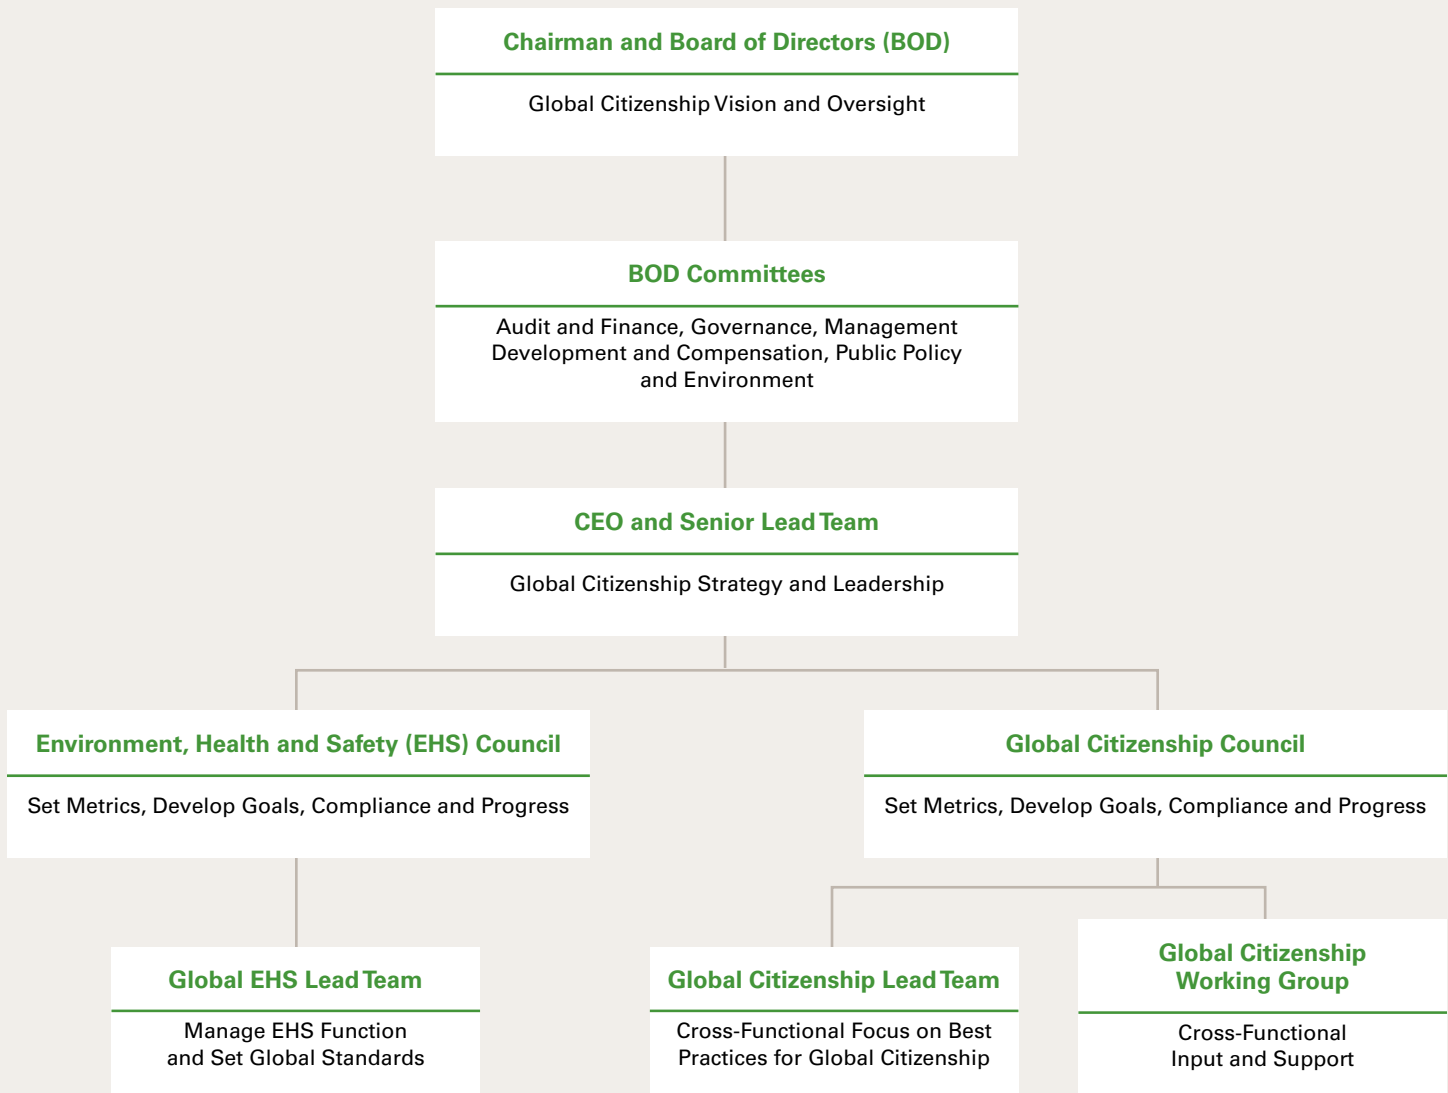 Chairman and Board of Directors (BOD)
Global Citizenship Vision and Oversight
BOD Committees
Audit and Finance, Governance, Management
Development and Compensation, Public Policy
and Environment
CEO and Senior Lead Team
Global Citizenship Strategy and Leadership
Environment, Health and Safety (EHS) Council
Set Metrics, Develop Goals, Compliance and Progress
Global Citizenship Council
Set Metrics, Develop Goals, Compliance and Progress
Global EHS Lead Team
Manage EHS Function
and Set Global Standards
Global Citizenship Lead Team
Cross-Functional Focus on Best
Practices for Global Citizenship
Global Citizenship
Working Group
Cross-Functional
Input and Support